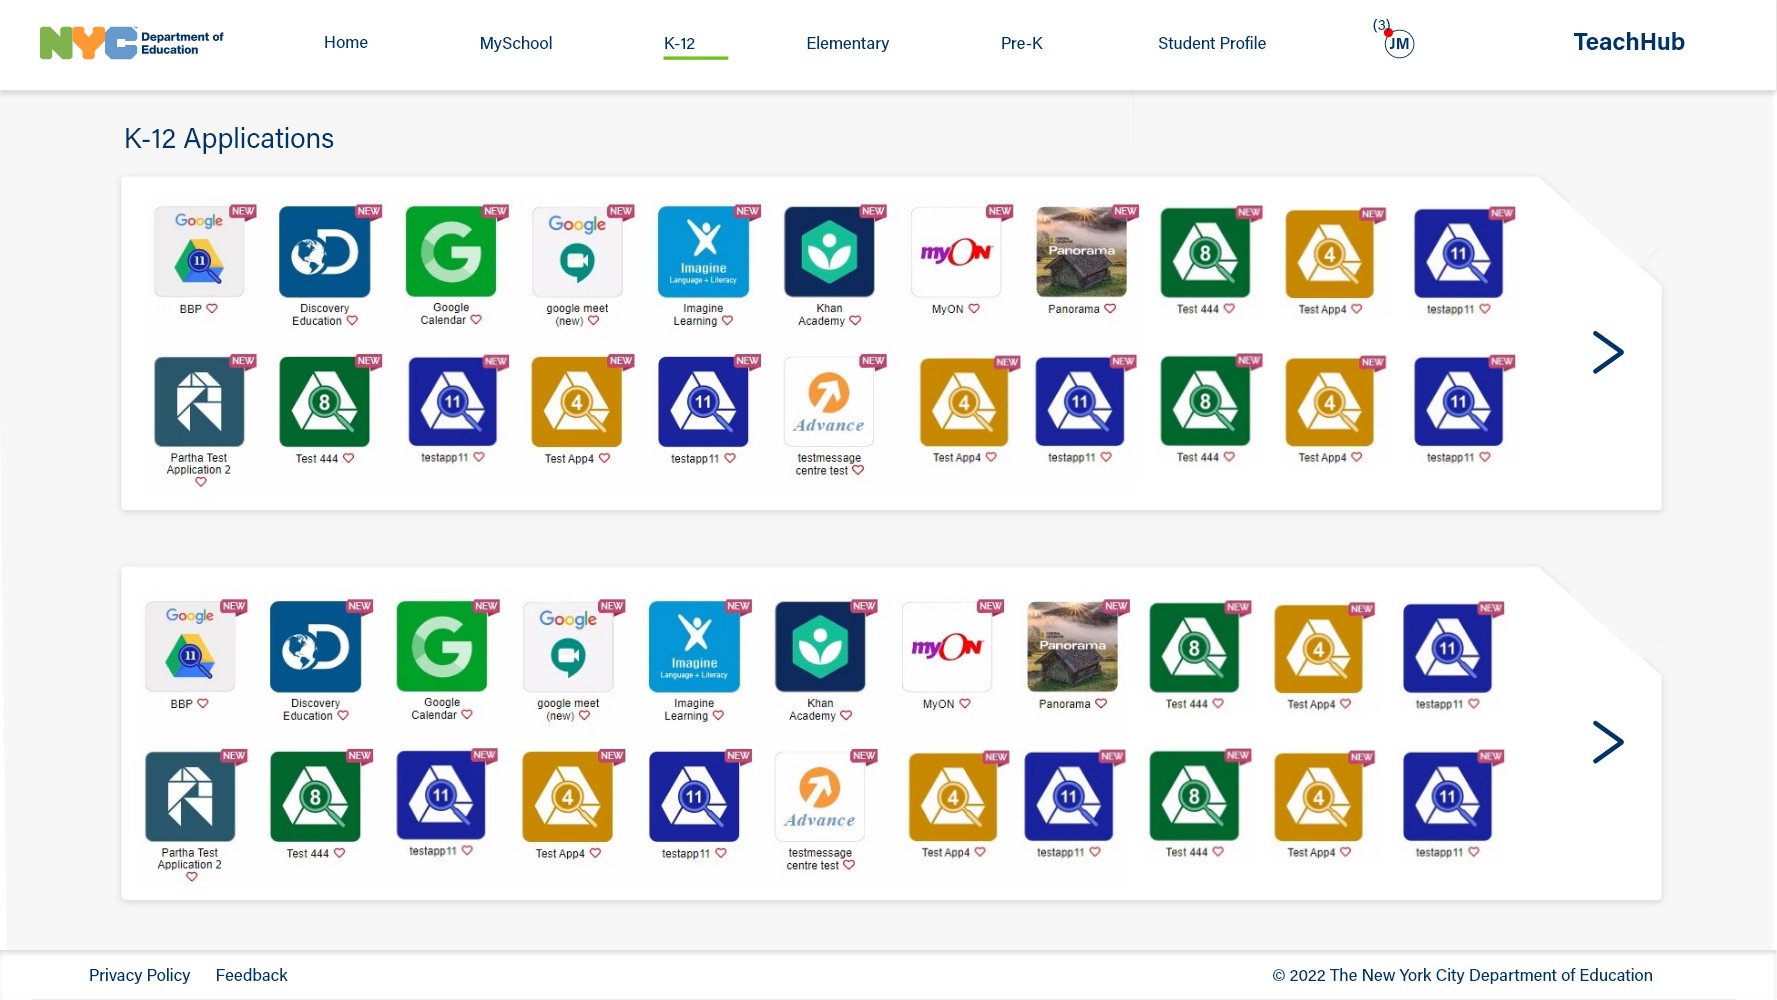 NYC Department of
Education
Home
MySchool
K-12
Elementary
Pre-K
Student Profile
(3)
JM
TeachHub
K-12 Applications
NEW NEW NEW NEW NEW NEW NEW NEW NEW NEW NEW
Google
11
BBP
Discovery
Education
G
Google
Calendar
Google
google meet
(new)
Imagine
Language + Literacy
Imagine
Learning
Khan
Academy
myON
MyON
Panorama
Panorama
8
Test 444
4
Test App4
11
testapp11
NEW NEW NEW NEW NEW NEW NEW NEW NEW NEW NEW
Partha Test
Application 2
8
Test 444
11
testapp11
4
Test App4
11
testapp11
Advance
testmessage
centre test
4
Test App4
11
testapp11
8
Test 444
4
Test App4
11
testapp11
NEW NEW NEW NEW NEW NEW NEW NEW NEW NEW NEW
Google
11
BBP
Discovery
Education
G
Google
Calendar
Google
google meet
(new)
Imagine
Language + Literacy
Imagine
Learning
Khan
Academy
myON
MyON
Panorama
Panorama
8
Test 444
4
Test App4
11
testapp11
NEW NEW NEW NEW NEW NEW NEW NEW NEW NEW NEW
Partha Test
Application 2
8
Test 444
11
testapp11
4
Test App4
11
testapp11
Advance
testmessage
centre test
4
Test App4
11
testapp11
8
Test 444
4
Test App4
11
testapp11
Privacy Policy
Feedback
© 2022 The New York City Department of Education